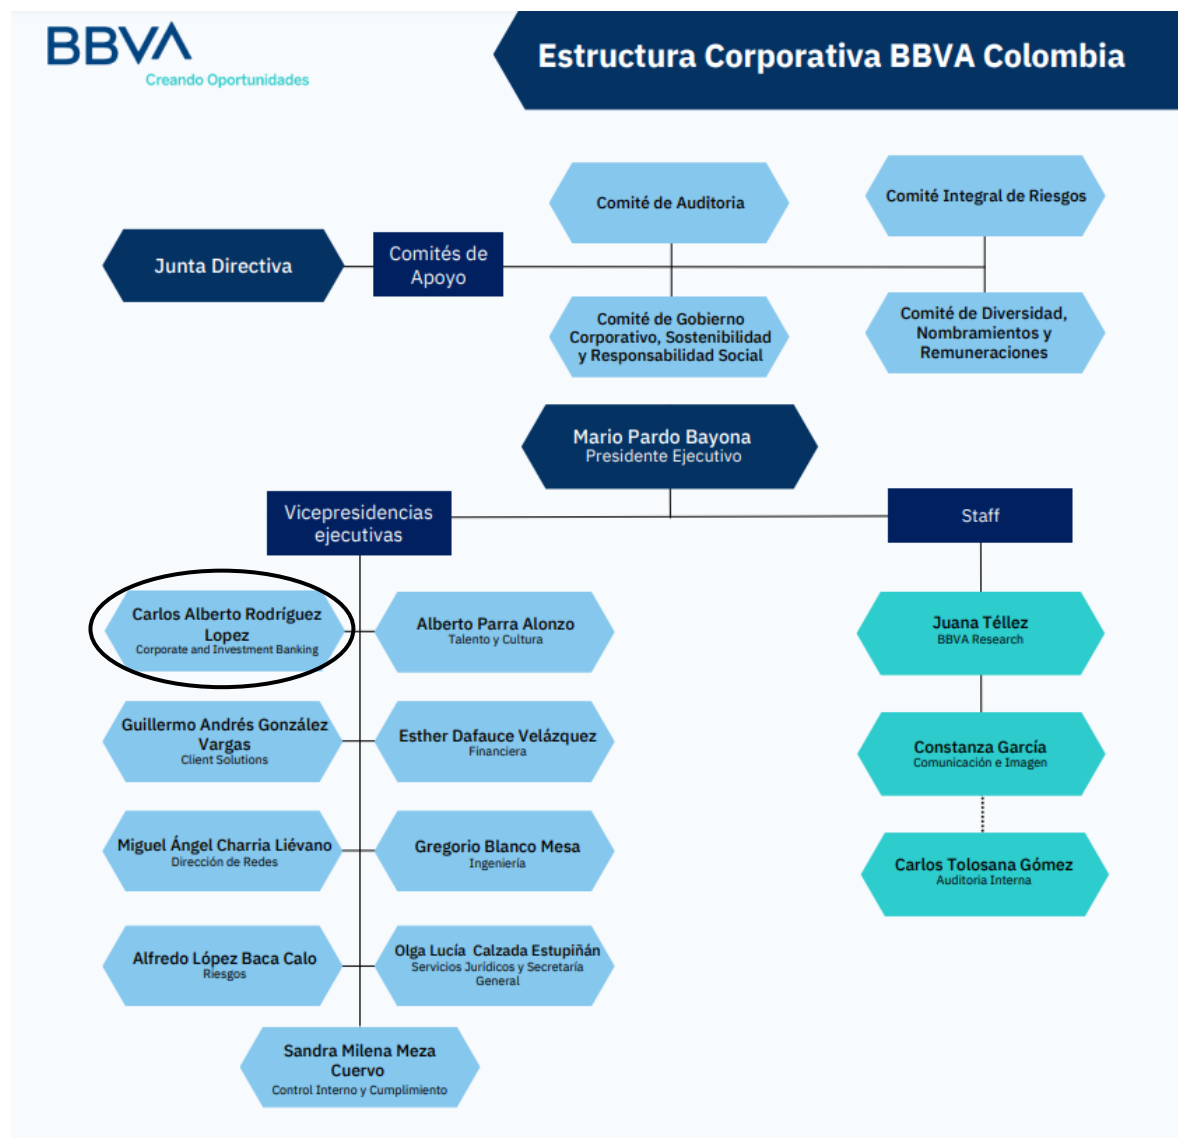 BBVA
Creando Oportunidades
Estructura Corporativa BBVA Colombia
Junta Directiva
Comités de
Apoyo
Comité de Auditoria
Comité Integral de Riesgos
Comité de Gobierno
Corporativo, Sostenibilidad
y Responsabilidad Social
Comité de Diversidad,
Nombramientos y
Remuneraciones
Mario Pardo Bayona
Presidente Ejecutivo
Vicepresidencias
ejecutivas
Staff
Carlos Alberto Rodríguez
Lopez
Corporate and Investment Banking
Alberto Parra Alonzo
Talento y Cultura
Juana Téllez
BBVA Research
Guillermo Andrés González
Vargas
Client Solutions
Esther Dafauce Velázquez
Financiera
Constanza García
Comunicación e Imagen
Miguel Ángel Charria Liévano
Dirección de Redes
Gregorio Blanco Mesa
Ingeniería
Carlos Tolosana Gómez
Auditoria Interna
Alfredo López Baca Calo
Riesgos
Olga Lucía Calzada Estupiñán
Servicios Jurídicos y Secretaría
General
Sandra Milena Meza
Cuervo
Control Interno y Cumplimiento